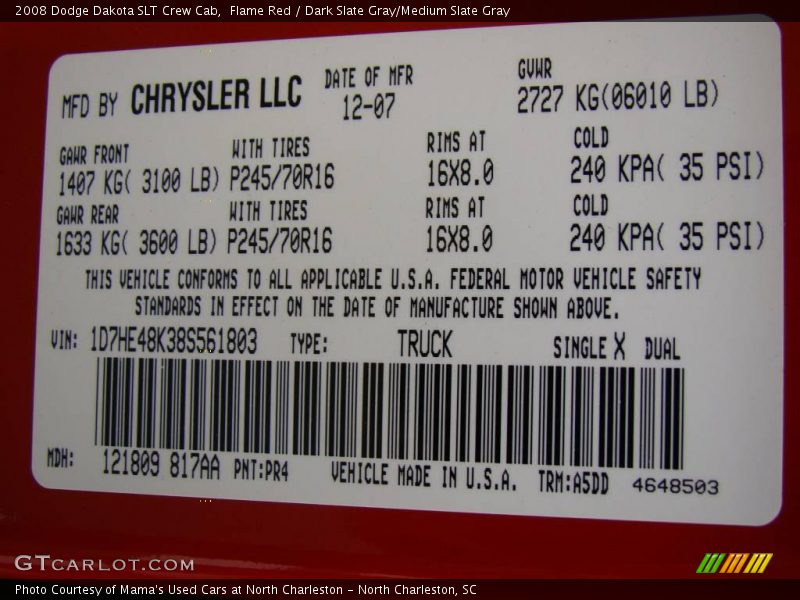 2008 Dodge Dakota SLT Crew Cab,  Flame Red / Dark Slate Gray/Medium Slate Gray
MFD BY CHRYSLER LLC DATE OF MFR GVWR
12-07 2727 KG(06010 LB)
GAWR FRONT WITH TIRES RIMS AT COLD
1407 KG( 3100 LB) P245/70R16 16X8.0 240 KPA( 35 PSI)
GAWR REAR WITH TIRES RIMS AT COLD
1633 KG( 3600 LB) P245/70R16 16X8.0 240 KPA( 35 PSI)
THIS VEHICLE CONFORMS TO ALL APPLICABLE U.S.A. FEDERAL MOTOR VEHICLE SAFETY
STANDARDS IN EFFECT ON THE DATE OF MANUFACTURE SHOWN ABOVE.
VIN: 1D7HE48K38S561803 TYPE: TRUCK SINGLE X DUAL
MDH: 121809 817AA PNT:PR4 VEHICLE MADE IN U.S.A. TRM:A5DD 4648503
GTCARLOT.COM
Photo Courtesy of Mama's Used Cars at North Charleston - North Charleston, SC